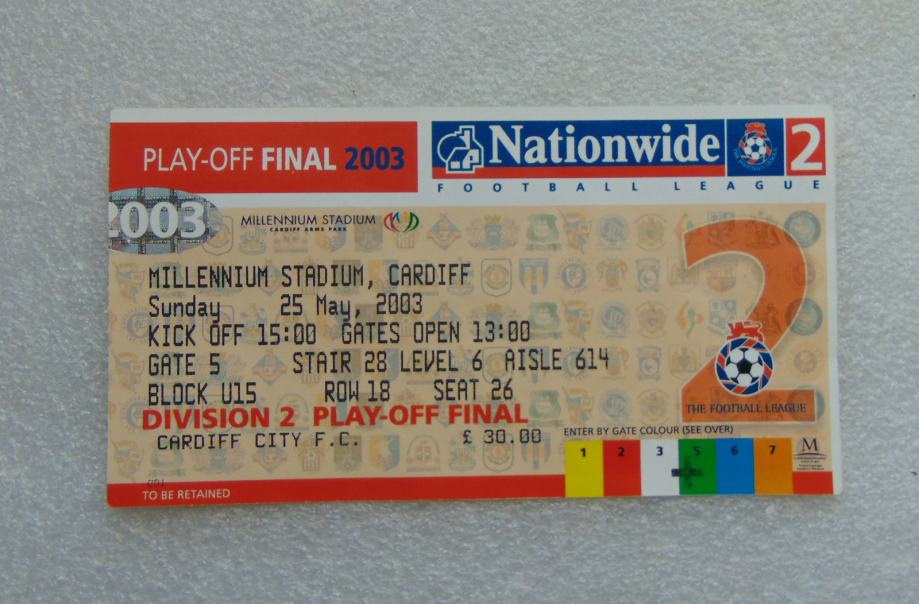 PLAY-OFF FINAL 2003
Nationwide 2
FOOTBALL LEAGUE
2003
MILLENNIUM STADIUM
CARDIFF ARMS PARK
MILLENNIUM STADIUM, CARDIFF
Sunday 25 May, 2003
KICK OFF 15:00 GATES OPEN 13:00
GATE 5 STAIR 28 LEVEL 6 AISLE 614
BLOCK U15 ROW 18 SEAT 26
DIVISION 2 PLAY-OFF FINAL
CARDIFF CITY F.C. £ 30.00
2
THE FOOTBALL LEAGUE
ENTER BY GATE COLOUR (SEE OVER)
1 2 3 5 6 7
M
TO BE RETAINED